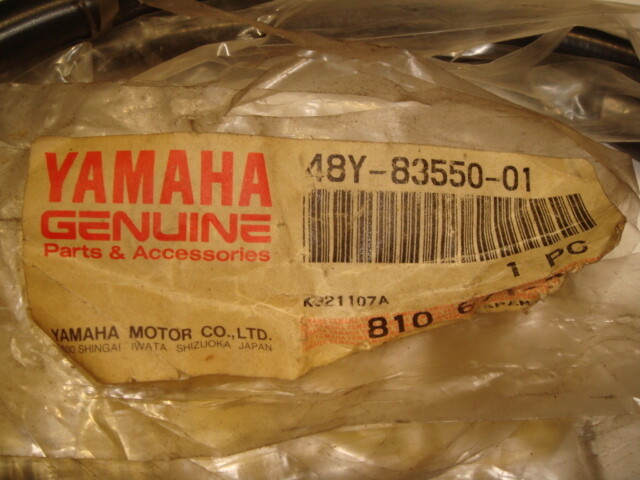 YAMAHA
GENUINE
Parts & Accessories
YAMAHA MOTOR CO.,LTD.
SHINGAI IWATA SHIZUOKA JAPAN
48Y-83550-01
1 PC
K321107A
810